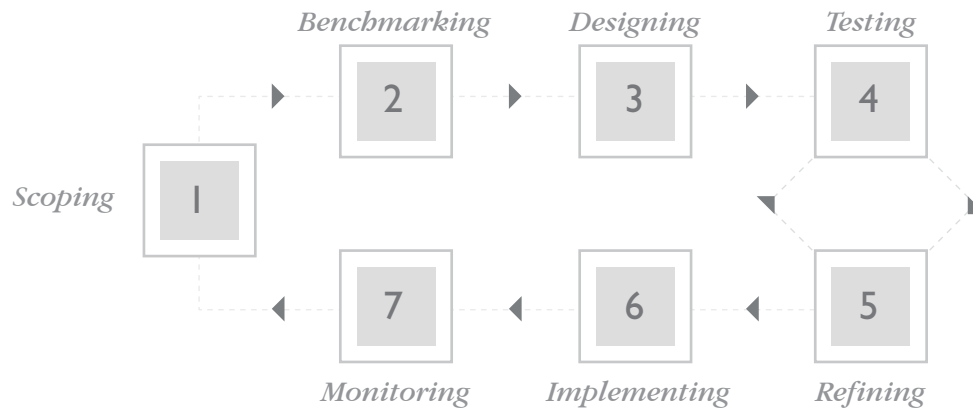 Benchmarking
Designing
Testing
2
3
4
Scoping
1
7
6
5
Monitoring
Implementing
Refining